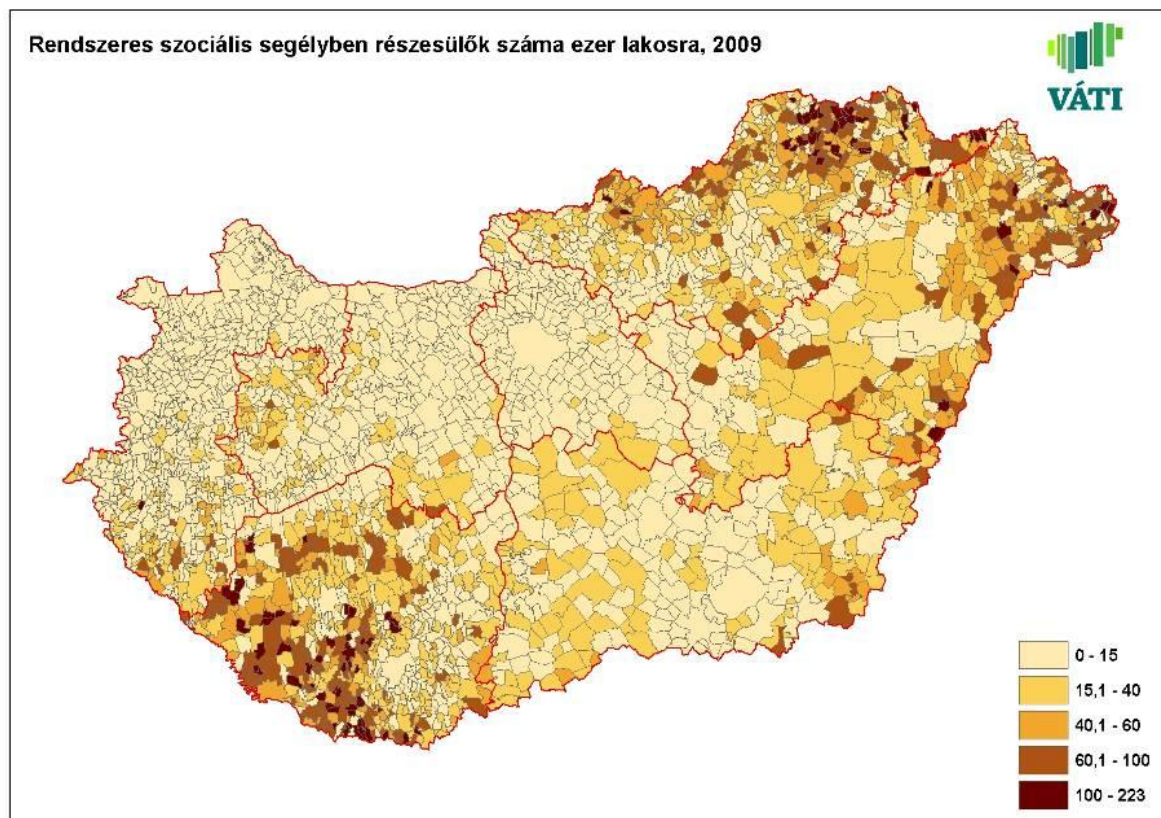 Rendszeres szociális segélyben részesülők száma ezer lakosra, 2009
VÁTI
0 - 15
15,1 - 40
40,1 - 60
60,1 - 100
100 - 223